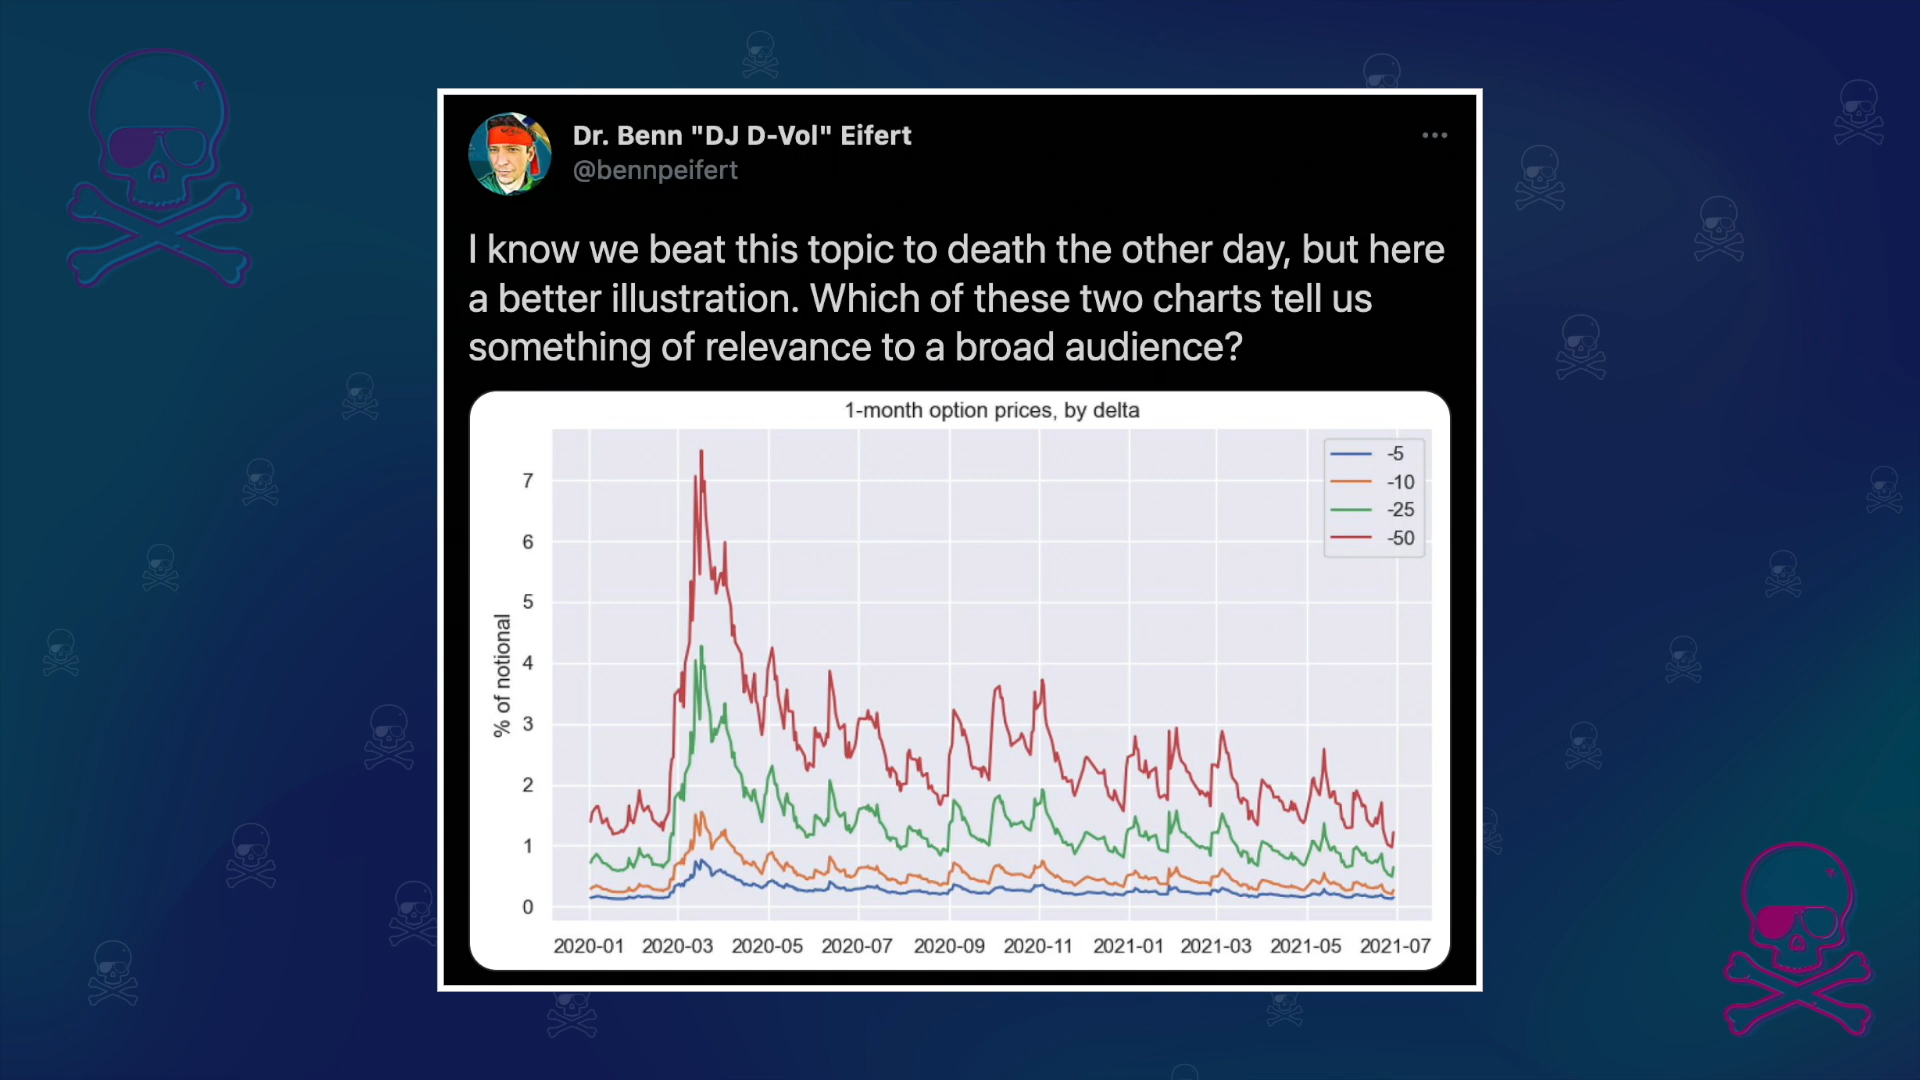 Dr. Benn "DJ D-Vol" Eifert
@bennpeifert
I know we beat this topic to death the other day, but here
a better illustration. Which of these two charts tell us
something of relevance to a broad audience?
1-month option prices, by delta
-5
-10
-25
-50
% of notional
7
6
5
4
3
2
1
0
2020-01 2020-03 2020-05 2020-07 2020-09 2020-11 2021-01 2021-03 2021-05 2021-07